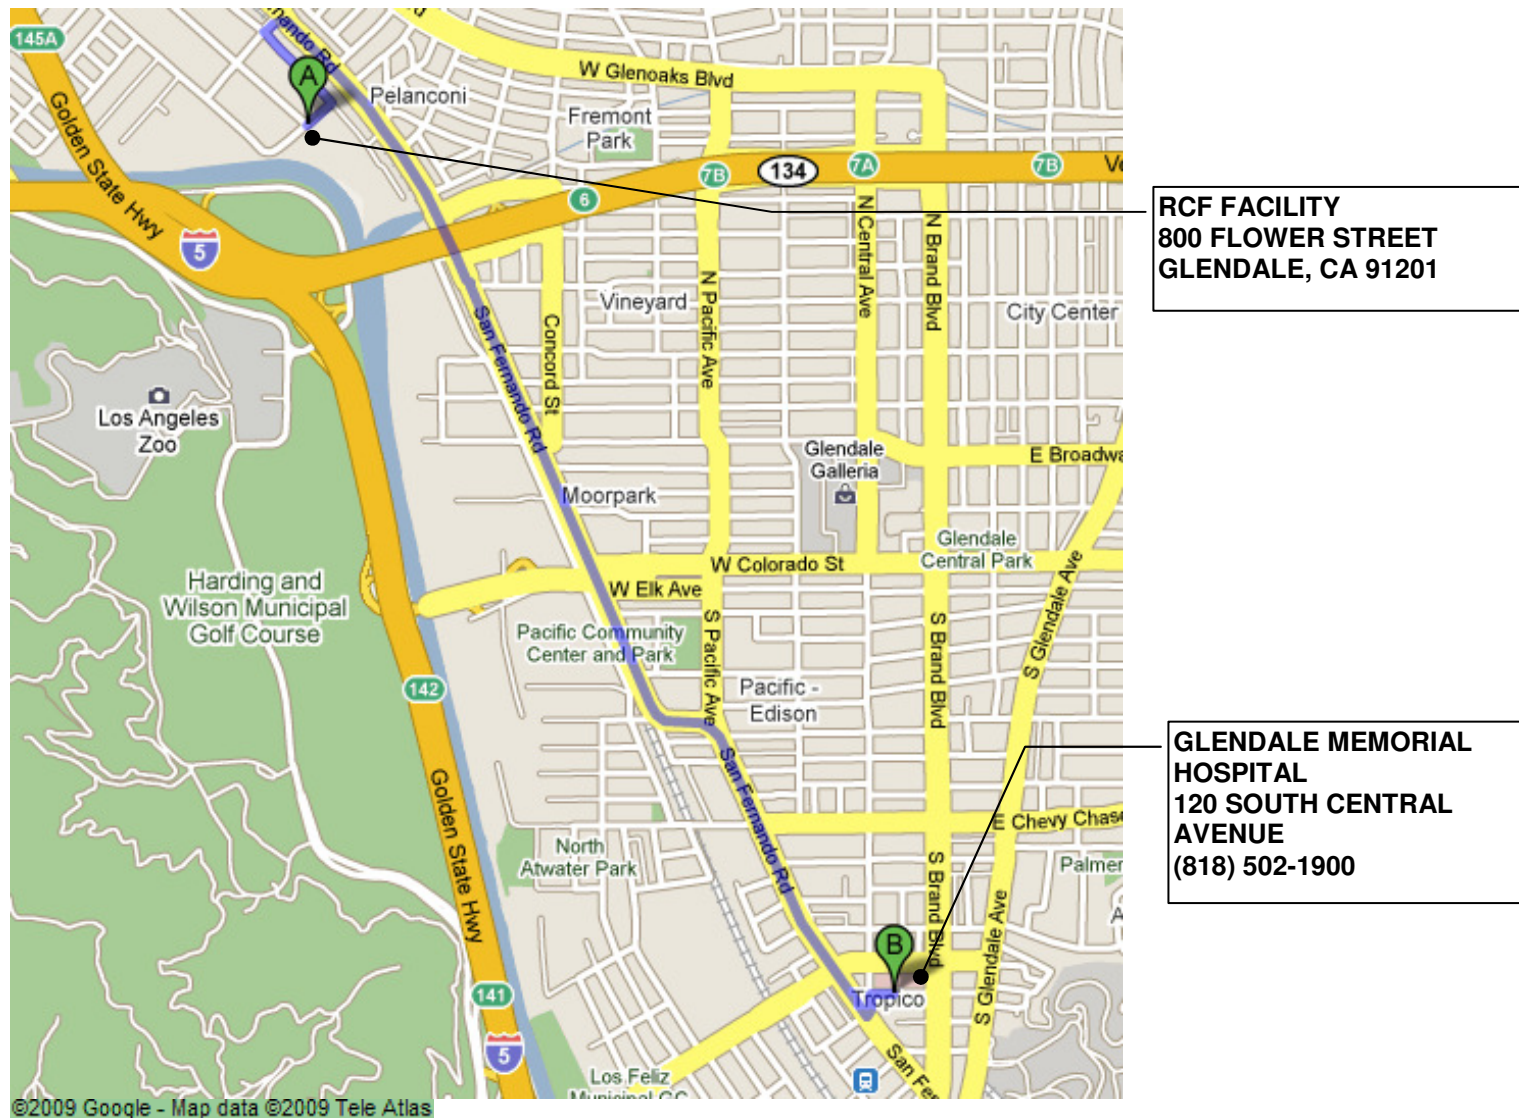 145A
W Glenoaks Blvd
Pelanconi
A
Fremont
Park
Golden State Hwy
7B
134
7A
7B
6
5
RCF FACILITY
800 FLOWER STREET
GLENDALE, CA 91201
N Central Ave
N Brand Blvd
N Pacific Ave
Vineyard
City Center
San Fernando Rd
Concord St
Los Angeles
Zoo
Glendale
Galleria
E Broadwa
Moorpark
Glendale
Central Park
W Colorado St
W Elk Ave
Harding and
Wilson Municipal
Golf Course
S Pacific Ave
S Brand Blvd
S Glendale Ave
Pacific Community
Center and Park
142
Pacific -
Edison
GLENDALE MEMORIAL
HOSPITAL
120 SOUTH CENTRAL
AVENUE
(818) 502-1900
San Fernando Rd
Golden State Hwy
E Chevy Chase
North
Atwater Park
S Brand Blvd
Palmer
S Glendale Ave
B
Tropico
141
5
San Fer
Los Feliz
Municipal GC
©2009 Google - Map data ©2009 Tele Atlas